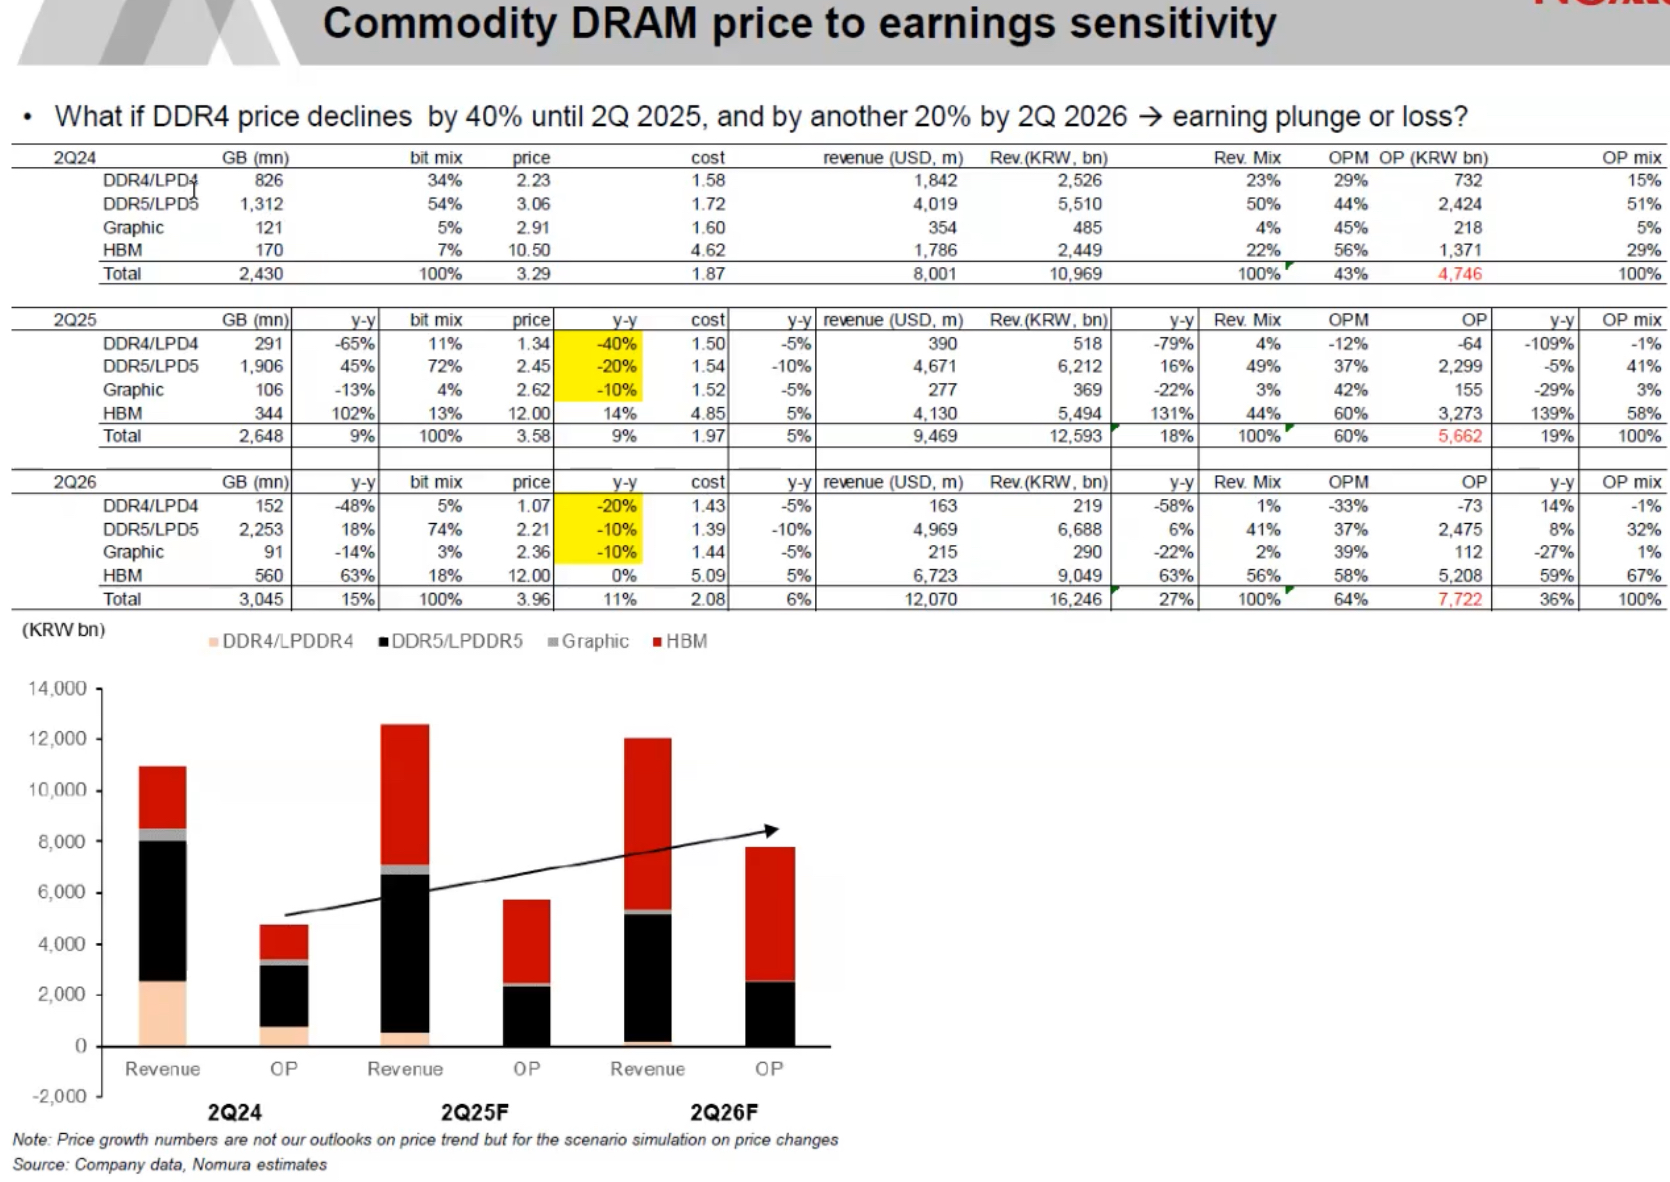 Commodity DRAM price to earnings sensitivity
• What if DDR4 price declines by 40% until 2Q 2025, and by another 20% by 2Q 2026 → earning plunge or loss?
2Q24 GB (mn) bit mix price cost revenue (USD, m) Rev.(KRW, bn) Rev. Mix OPM OP (KRW bn) OP mix
DDR4/LPD4 826 34% 2.23 1.58 1,842 2,526 23% 29% 732 15%
DDR5/LPD5 1,312 54% 3.06 1.72 4,019 5,510 50% 44% 2,424 51%
Graphic 121 5% 2.91 1.60 354 485 4% 45% 218 5%
HBM 170 7% 10.50 4.62 1,786 2,449 22% 56% 1,371 29%
Total 2,430 100% 3.29 1.87 8,001 10,969 100% 43% 4,746 100%
2Q25 GB (mn) y-y bit mix price y-y cost y-y revenue (USD, m) Rev.(KRW, bn) y-y Rev. Mix OPM OP y-y OP mix
DDR4/LPD4 291 -65% 11% 1.34 -40% 1.50 -5% 390 518 -79% 4% -12% -64 -109% -1%
DDR5/LPD5 1,906 45% 72% 2.45 -20% 1.54 -10% 4,671 6,212 16% 49% 37% 2,299 -5% 41%
Graphic 106 -13% 4% 2.62 -10% 1.52 -5% 277 369 -22% 3% 42% 155 -29% 3%
HBM 344 102% 13% 12.00 14% 4.85 5% 4,130 5,494 131% 44% 60% 3,273 139% 58%
Total 2,648 9% 100% 3.58 9% 1.97 5% 9,469 12,593 18% 100% 60% 5,662 19% 100%
2Q26 GB (mn) y-y bit mix price y-y cost y-y revenue (USD, m) Rev.(KRW, bn) y-y Rev. Mix OPM OP y-y OP mix
DDR4/LPD4 152 -48% 5% 1.07 -20% 1.43 -5% 163 219 -58% 1% -33% -73 14% -1%
DDR5/LPD5 2,253 18% 74% 2.21 -10% 1.39 -10% 4,969 6,688 6% 41% 37% 2,475 8% 32%
Graphic 91 -14% 3% 2.36 -10% 1.44 -5% 215 290 -22% 2% 39% 112 -27% 1%
HBM 560 63% 18% 12.00 0% 5.09 5% 6,723 9,049 63% 56% 58% 5,208 59% 67%
Total 3,045 15% 100% 3.96 11% 2.08 6% 12,070 16,246 27% 100% 64% 7,722 36% 100%
(KRW bn)
DDR4/LPDDR4 DDR5/LPDDR5 Graphic HBM
14,000
12,000
10,000
8,000
6,000
4,000
2,000
0
-2,000
Revenue OP Revenue OP Revenue OP
2Q24 2Q25F 2Q26F
Note: Price growth numbers are not our outlooks on price trend but for the scenario simulation on price changes
Source: Company data, Nomura estimates